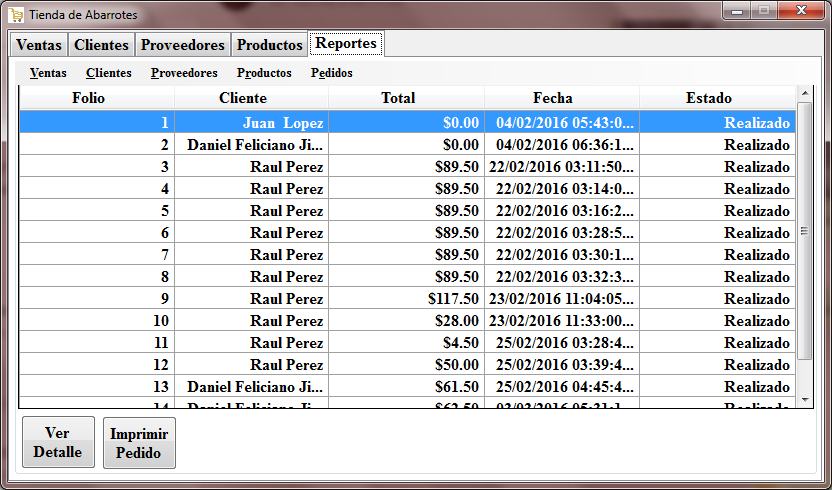 Tienda de Abarrotes
Ventas Clientes Proveedores Productos Reportes
Ventas Clientes Proveedores Productos Pedidos
Folio Cliente Total Fecha Estado
1 Juan  Lopez $0.00 04/02/2016 05:43:0... Realizado
2 Daniel Feliciano Ji... $0.00 04/02/2016 06:36:1... Realizado
3 Raul Perez $89.50 22/02/2016 03:11:50... Realizado
4 Raul Perez $89.50 22/02/2016 03:14:0... Realizado
5 Raul Perez $89.50 22/02/2016 03:16:2... Realizado
6 Raul Perez $89.50 22/02/2016 03:28:5... Realizado
7 Raul Perez $89.50 22/02/2016 03:30:1... Realizado
8 Raul Perez $89.50 22/02/2016 03:32:3... Realizado
9 Raul Perez $117.50 23/02/2016 11:04:05... Realizado
10 Raul Perez $28.00 23/02/2016 11:33:00... Realizado
11 Raul Perez $4.50 25/02/2016 03:28:4... Realizado
12 Raul Perez $50.00 25/02/2016 03:39:4... Realizado
13 Daniel Feliciano Ji... $61.50 25/02/2016 04:45:4... Realizado
14 Daniel Feliciano Ji... Realizado
Ver
Detalle
Imprimir
Pedido